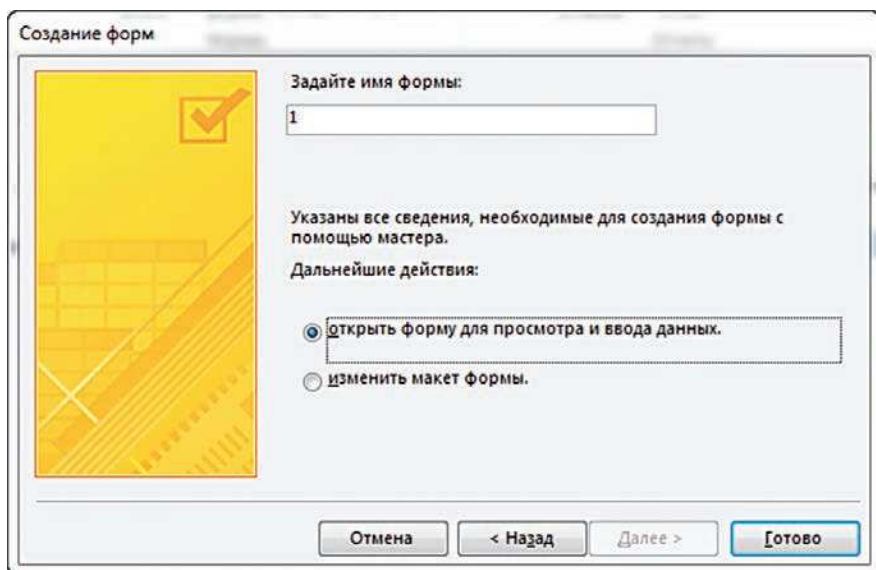 Создание форм
Задайте имя формы:
1
Указаны все сведения, необходимые для создания формы с
помощью мастера.
Дальнейшие действия:
открыть форму для просмотра и ввода данных.
изменить макет формы.
Отмена
< Назад
Далее >
Готово